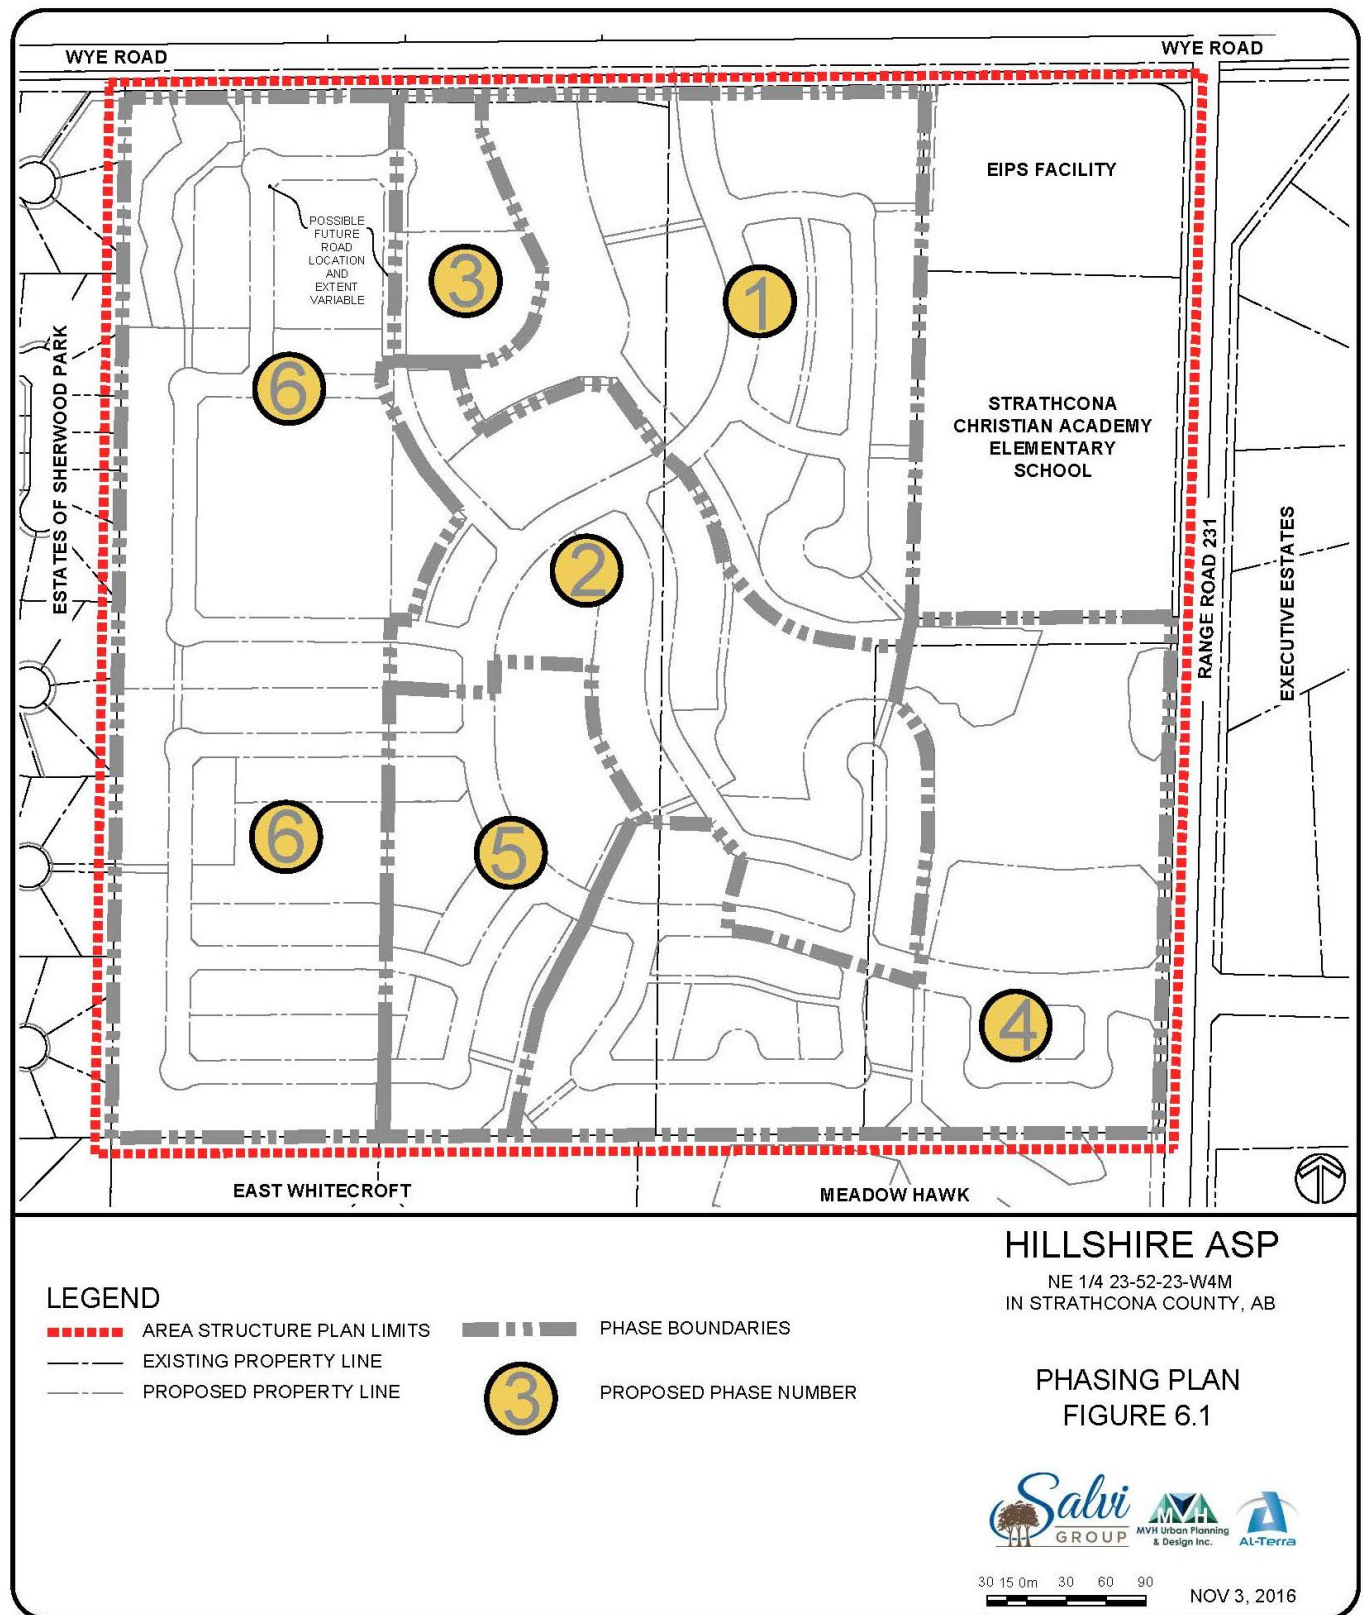 WYE ROAD
WYE ROAD
EIPS FACILITY
POSSIBLE
FUTURE
ROAD
LOCATION
AND
EXTENT
VARIABLE
3
1
6
ESTATES OF SHERWOOD PARK
STRATHCONA
CHRISTIAN ACADEMY
ELEMENTARY
SCHOOL
RANGE ROAD 231
EXECUTIVE ESTATES
2
6
5
4
EAST WHITECROFT
MEADOW HAWK
HILLSHIRE ASP
NE 1/4 23-52-23-W4M
IN STRATHCONA COUNTY, AB
LEGEND
AREA STRUCTURE PLAN LIMITS
PHASE BOUNDARIES
EXISTING PROPERTY LINE
PROPOSED PROPERTY LINE
3
PROPOSED PHASE NUMBER
PHASING PLAN
FIGURE 6.1
Salvi
GROUP
MVH
MVH Urban Planning
& Design Inc.
AL-Terra
30 15 0m 30 60 90
NOV 3, 2016